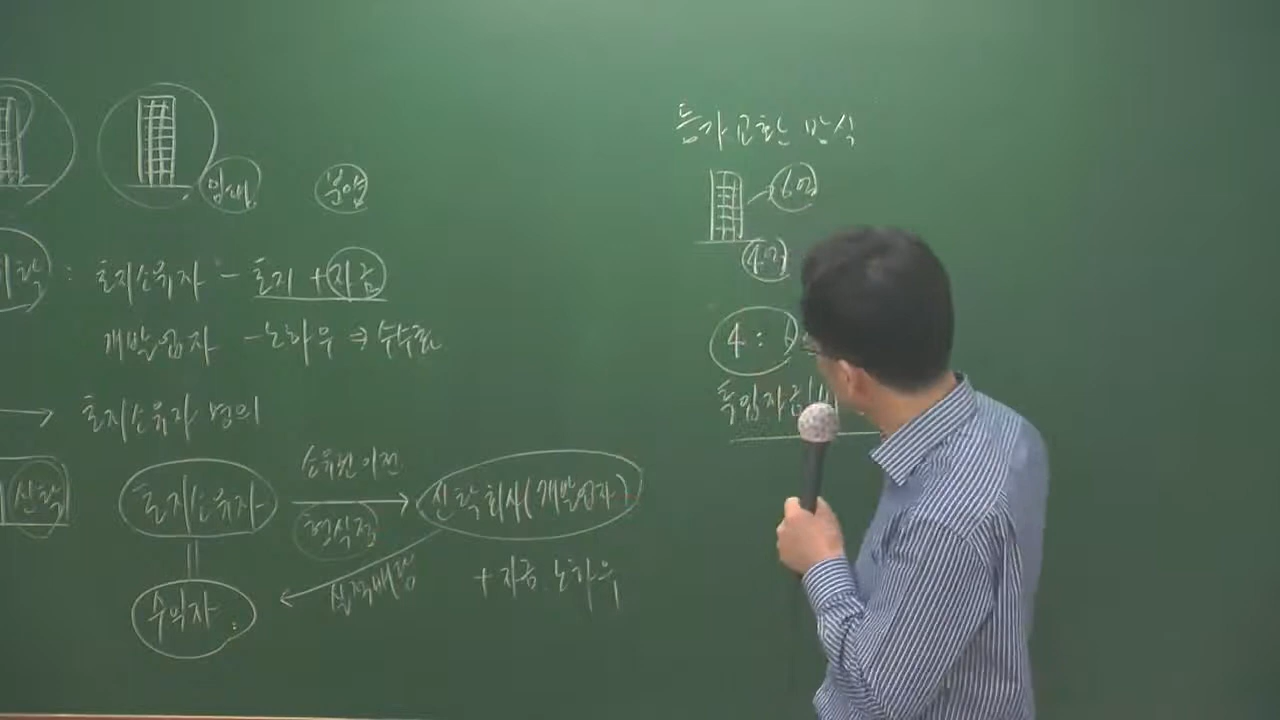 임대 분양
위탁 : 토지소유자 - 토지 + 자금
개발업자 - 노하우 ⇒ 수수료
→ 토지소유자 명의
신탁
토지소유자
소유권 이전
형식적
신탁회사(개발업자)
실적배당
+ 자금, 노하우
수익자
등가교환 방식
6억
4억
4 :
투입자금